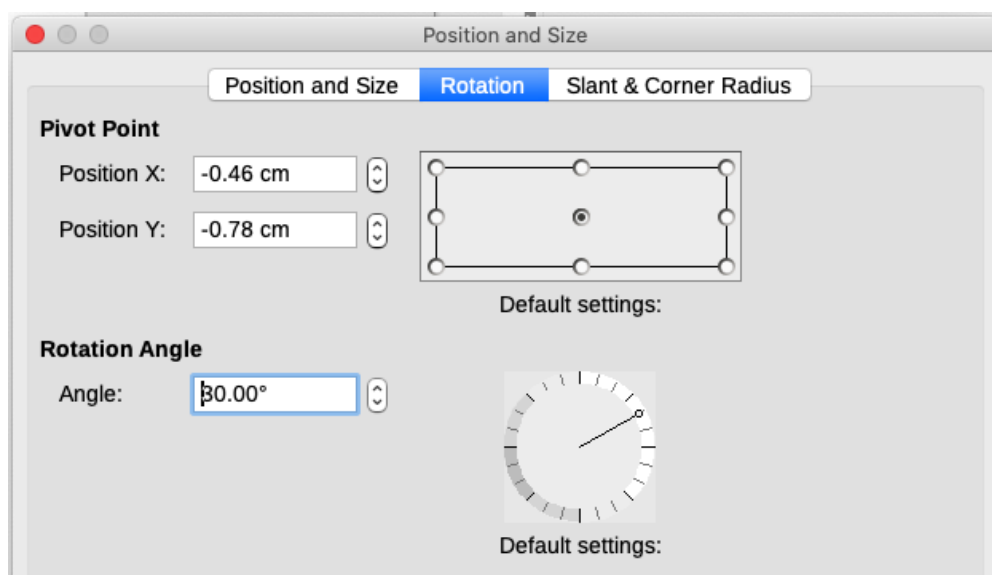 Position and Size
Position and Size Rotation Slant & Corner Radius
Pivot Point
Position X: -0.46 cm
Position Y: -0.78 cm
Default settings:
Rotation Angle
Angle: 30.00°
Default settings: